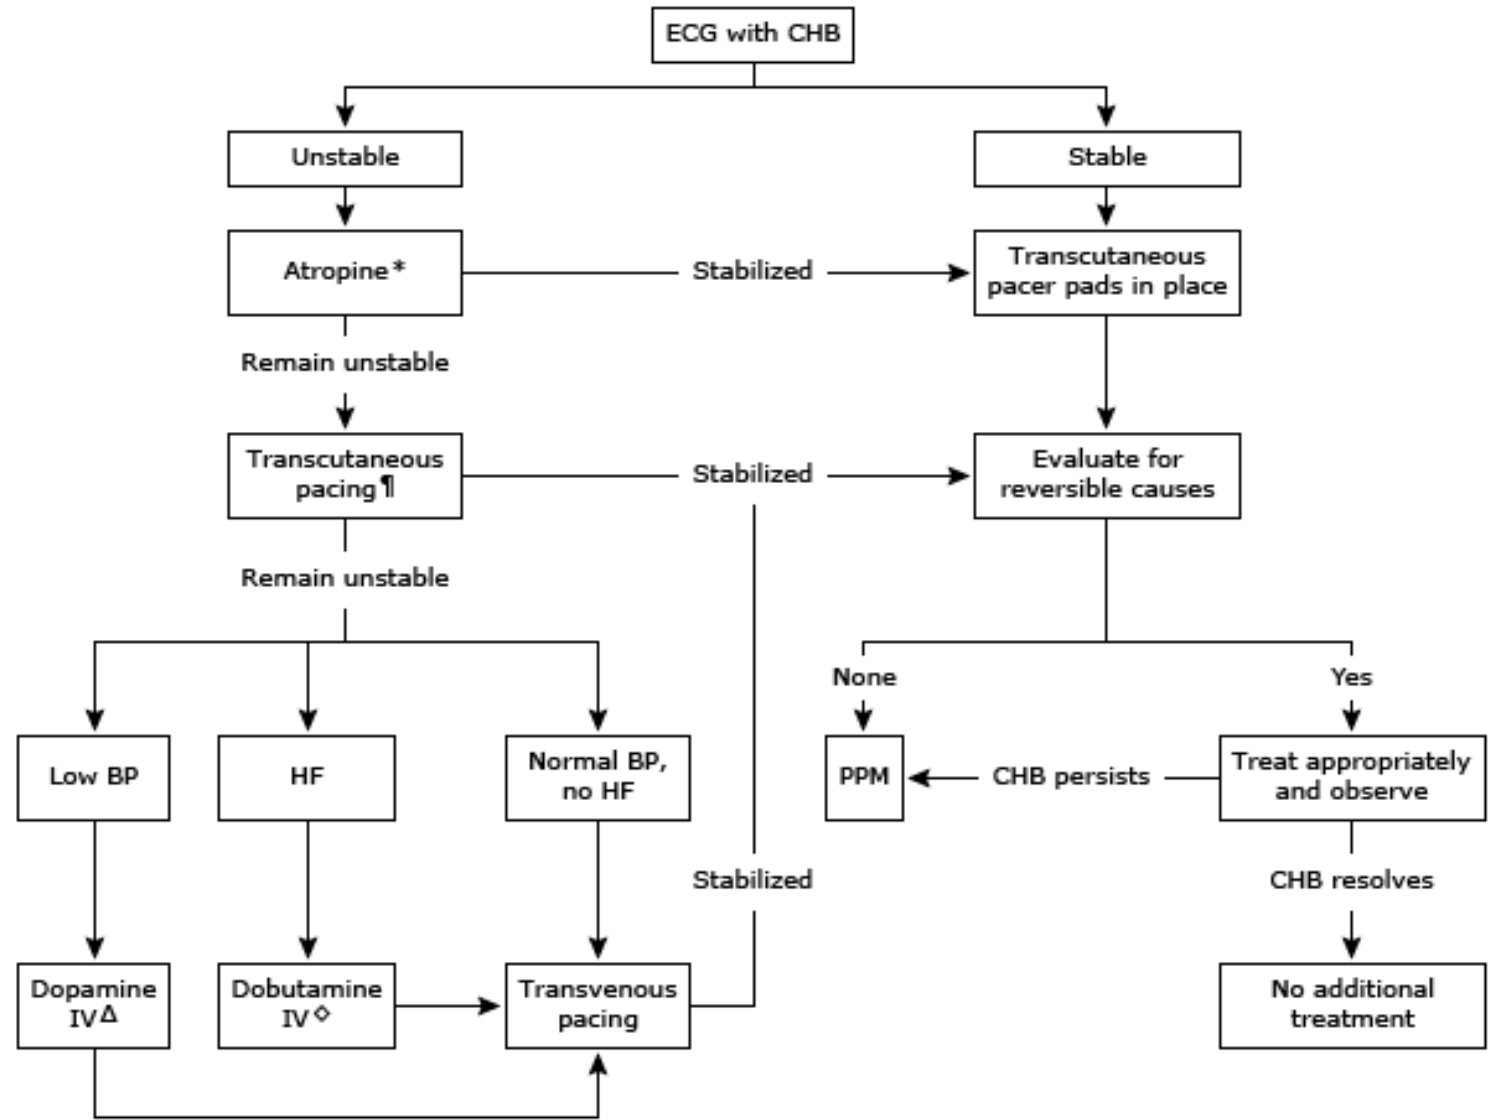 ECG with CHB
Unstable
Stable
Atropine*
Stabilized
Transcutaneous
pacer pads in place
Remain unstable
Transcutaneous
pacing¶
Stabilized
Evaluate for
reversible causes
Remain unstable
None
Yes
Low BP
HF
Normal BP,
no HF
PPM
CHB persists
Treat appropriately
and observe
Stabilized
CHB resolves
Dopamine
IVΔ
Dobutamine
IV◇
Transvenous
pacing
No additional
treatment